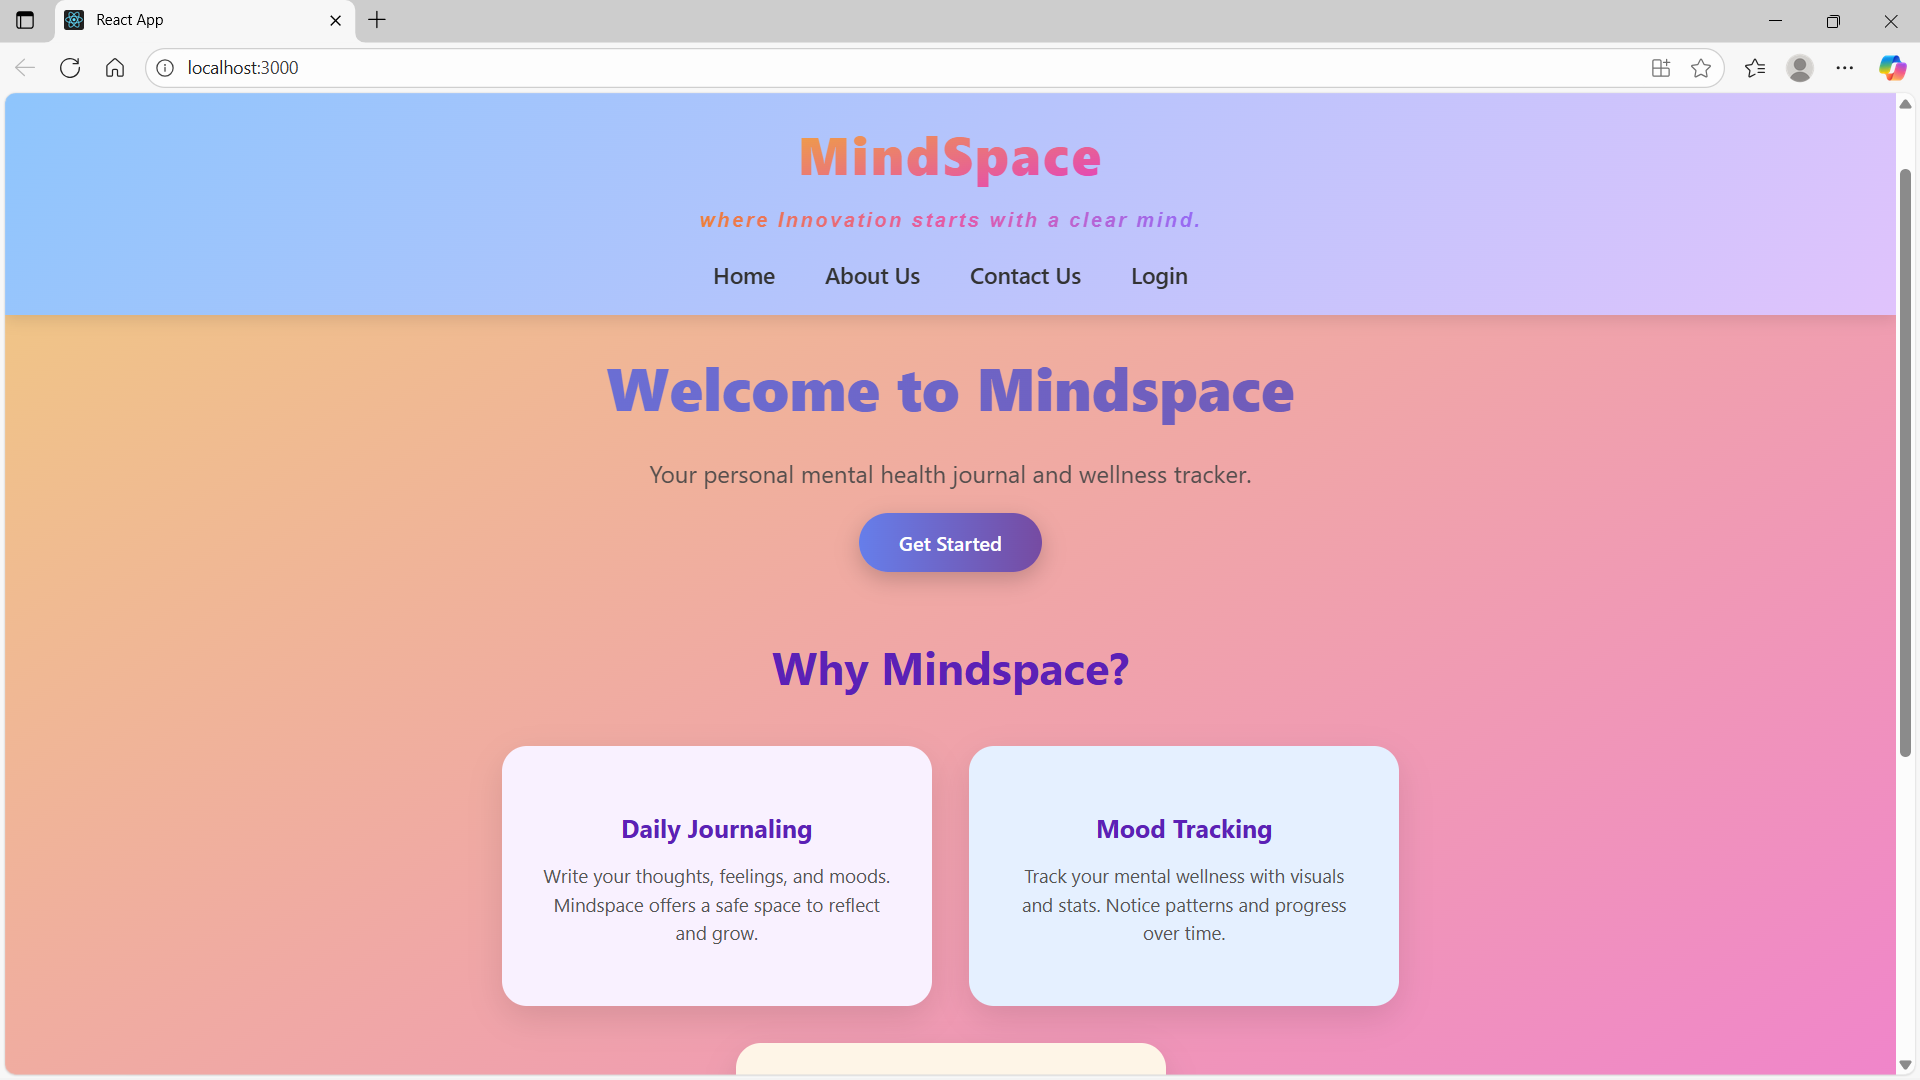 React App
localhost:3000
MindSpace
where Innovation starts with a clear mind.
Home About Us Contact Us Login
Welcome to Mindspace
Your personal mental health journal and wellness tracker.
Get Started
Why Mindspace?
Daily Journaling
Write your thoughts, feelings, and moods.
Mindspace offers a safe space to reflect
and grow.
Mood Tracking
Track your mental wellness with visuals
and stats. Notice patterns and progress
over time.